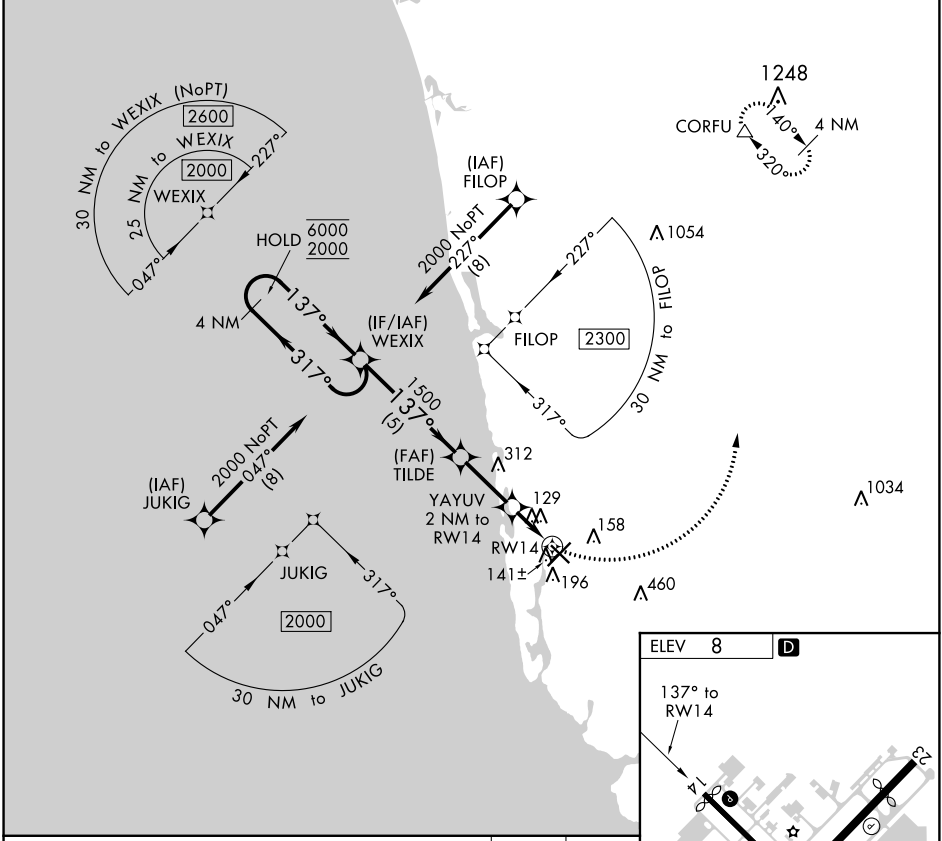 30 NM to WEXIX (NoPT)
2600
25 NM to WEXIX
2000
227°
WEXIX
047°
1248
CORFU
140°
4 NM
320°
(IAF)
FILOP
2000 NoPT
227°
(8)
HOLD
6000
2000
137°
4 NM
317°
(IF/IAF)
WEXIX
227°
1054
FILOP
2300
317°
30 NM to FILOP
1500
137°
(5)
2000 NoPT
047°
(8)
(IAF)
JUKIG
(FAF)
TILDE
312
YAYUV
2 NM to
RW14
129
1034
158
RW14
141±
196
460
JUKIG
317°
047°
2000
30 NM to JUKIG
ELEV 8
D
137° to
RW14
14
23
P
P